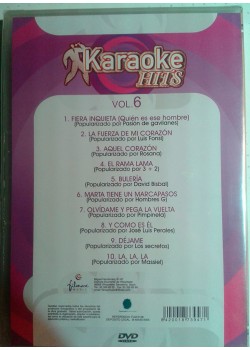 Karaoke
HITS
VOL. 6
1. FIERA INQUIETA (Quién es ese hombre)
(Popularizado por Pasión de gavilanes)
2. LA FUERZA DE MI CORAZÓN
(Popularizado por Luis Fonsi)
3. AQUEL CORAZÓN
(Popularizado por Rosana)
4. EL RAMA LAMA
(Popularizado por 3 + 2)
5. BULERÍA
(Popularizado por David Bisbal)
6. MARTA TIENE UN MARCAPASOS
(Popularizado por Hombres G)
7. OLVÍDAME Y PEGA LA VUELTA
(Popularizado por Pimpinela)
8. Y COMO ES ÉL
(Popularizado por José Luis Perales)
9. DÉJAME
(Popularizado por Los secretos)
10. LA, LA, LA
(Popularizado por Massiel)
DVD